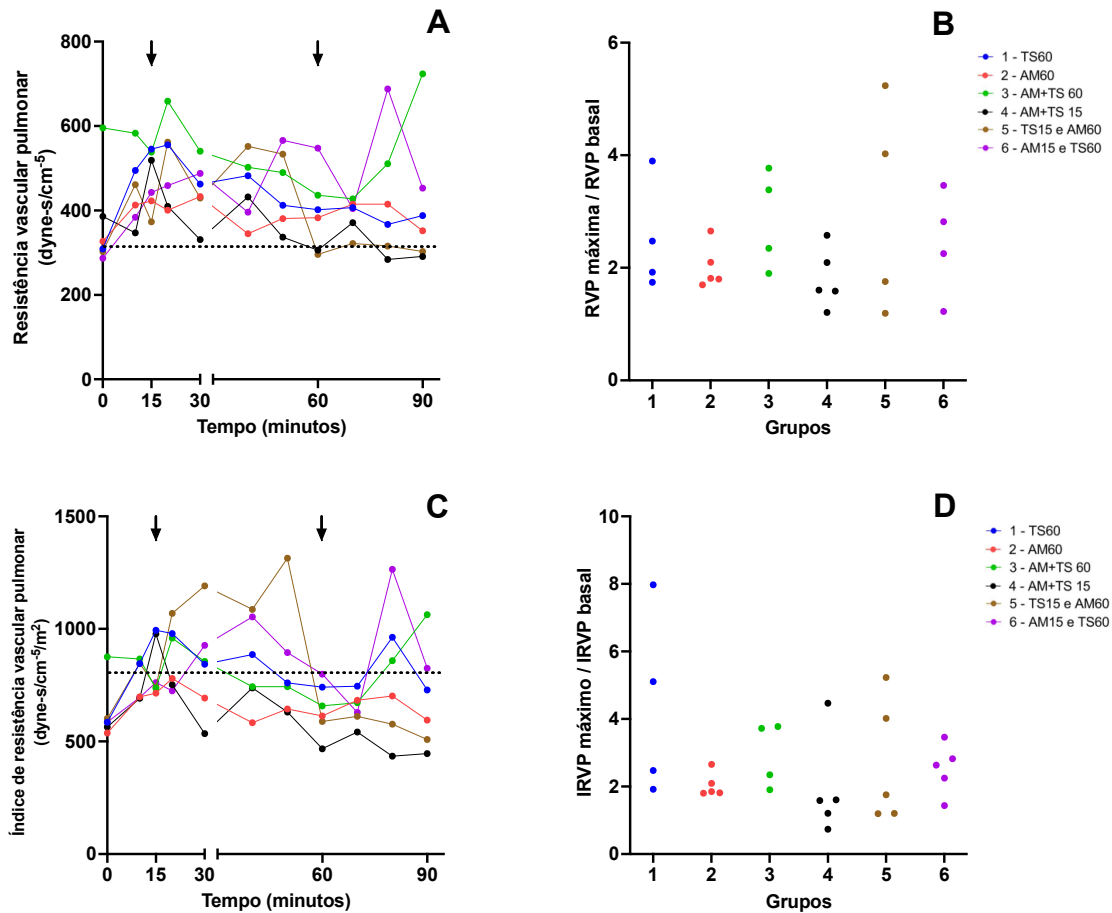 A
Resistência vascular pulmonar
(dyne-s/cm-5)
800
600
400
200
0
0 15 30 60 90
Tempo (minutos)
B
RVP máxima / RVP basal
6
4
2
0
1 2 3 4 5 6
Grupos
1 - TS60
2 - AM60
3 - AM+TS 60
4 - AM+TS 15
5 - TS15 e AM60
6 - AM15 e TS60
C
Índice de resistência vascular pulmonar
(dyne-s/cm-5/m2)
1500
1000
500
0
0 15 30 60 90
Tempo (minutos)
D
IRVP máximo / IRVP basal
10
8
6
4
2
0
1 2 3 4 5 6
Grupos
1 - TS60
2 - AM60
3 - AM+TS 60
4 - AM+TS 15
5 - TS15 e AM60
6 - AM15 e TS60